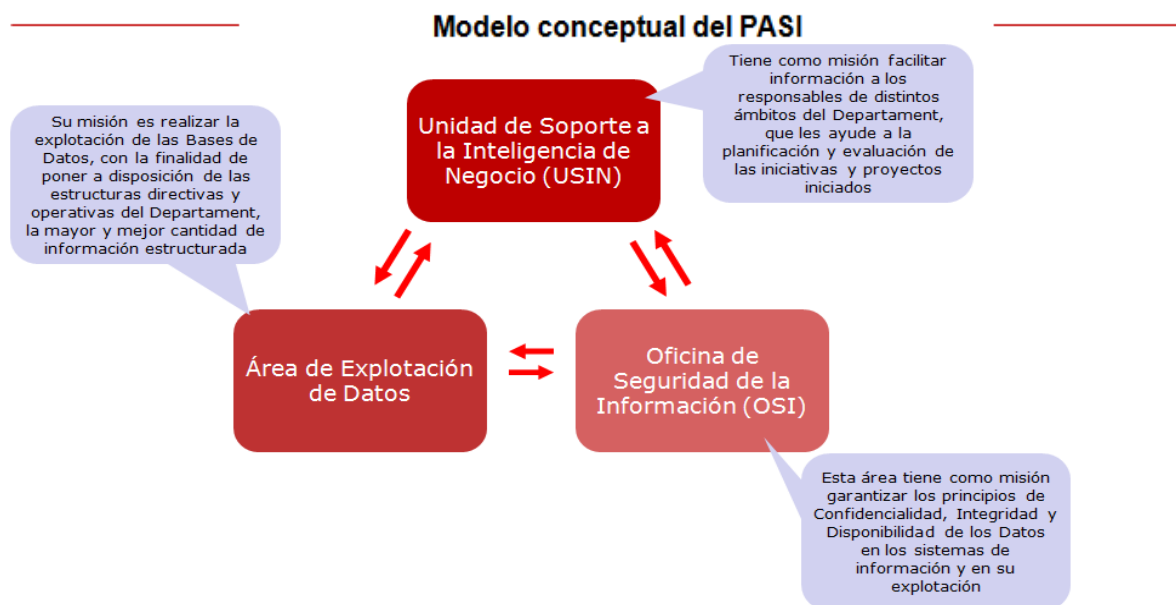 Modelo conceptual del PASI
Tiene como misión facilitar
información a los
responsables de distintos
ámbitos del Departament,
que les ayude a la
planificación y evaluación de
las iniciativas y proyectos
iniciados
Unidad de Soporte a
la Inteligencia de
Negocio (USIN)
Su misión es realizar la
explotación de las Bases de
Datos, con la finalidad de
poner a disposición de las
estructuras directivas y
operativas del Departament,
la mayor y mejor cantidad de
información estructurada
Área de Explotación
de Datos
Oficina de
Seguridad de la
Información (OSI)
Esta área tiene como misión
garantizar los principios de
Confidencialidad, Integridad y
Disponibilidad de los Datos
en los sistemas de
información y en su
explotación